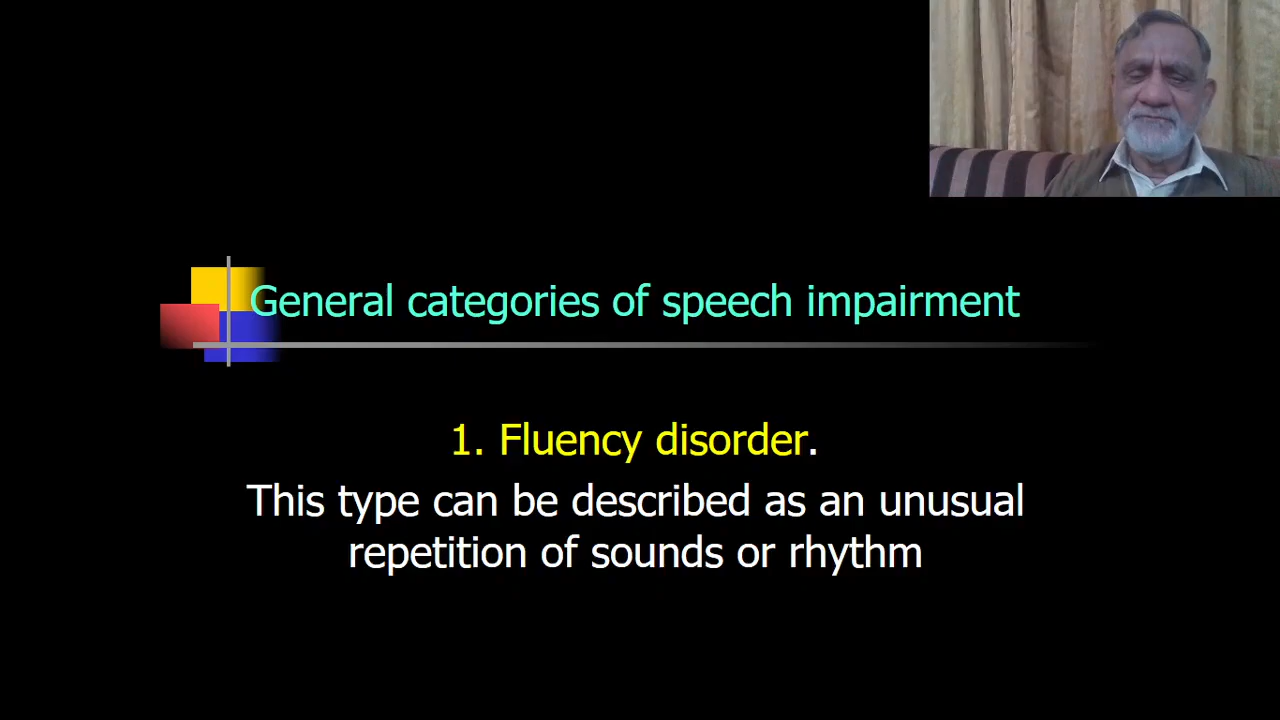 General categories of speech impairment
1. Fluency disorder.
This type can be described as an unusual
repetition of sounds or rhythm